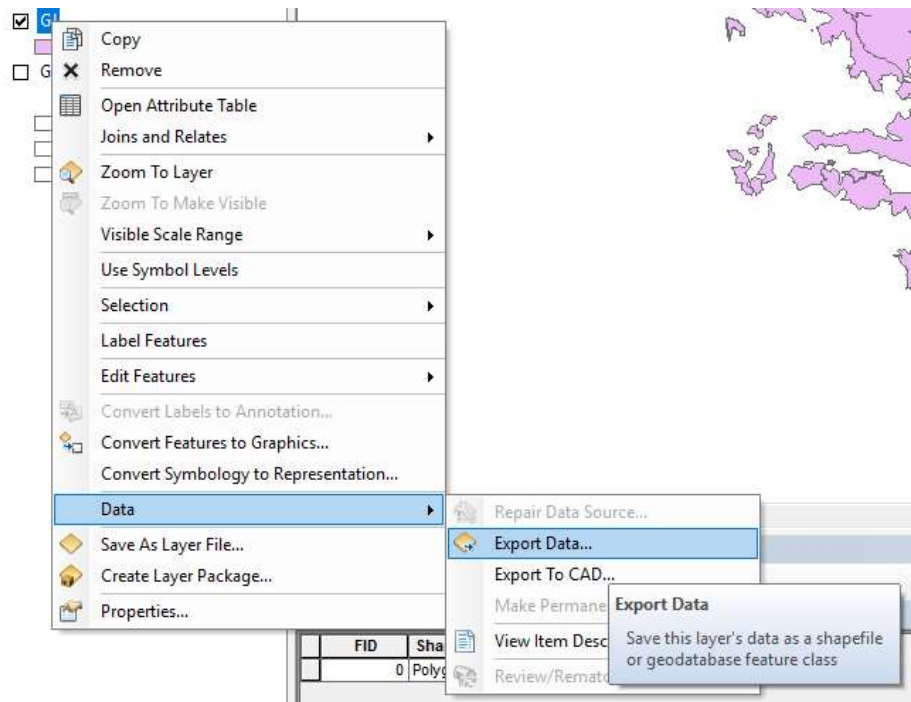 Copy
Remove
Open Attribute Table
Joins and Relates
Zoom To Layer
Zoom To Make Visible
Visible Scale Range
Use Symbol Levels
Selection
Label Features
Edit Features
Convert Labels to Annotation...
Convert Features to Graphics...
Convert Symbology to Representation...
Data
Save As Layer File...
Create Layer Package...
Properties...
Repair Data Source...
Export Data...
Export To CAD...
Make Permane
View Item Desc
Review/Remat
Export Data
Save this layer's data as a shapefile
or geodatabase feature class
FID Sha
0 Polyg